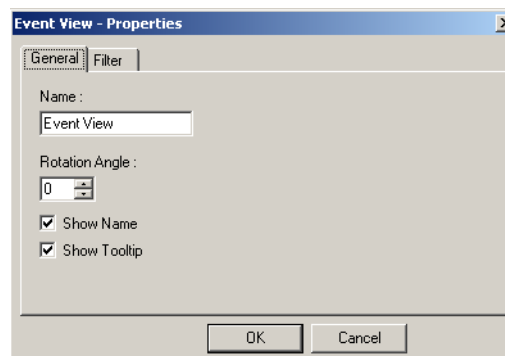 Event View - Properties
General Filter
Name :
Event View
Rotation Angle :
0
Show Name
Show Tooltip
OK Cancel